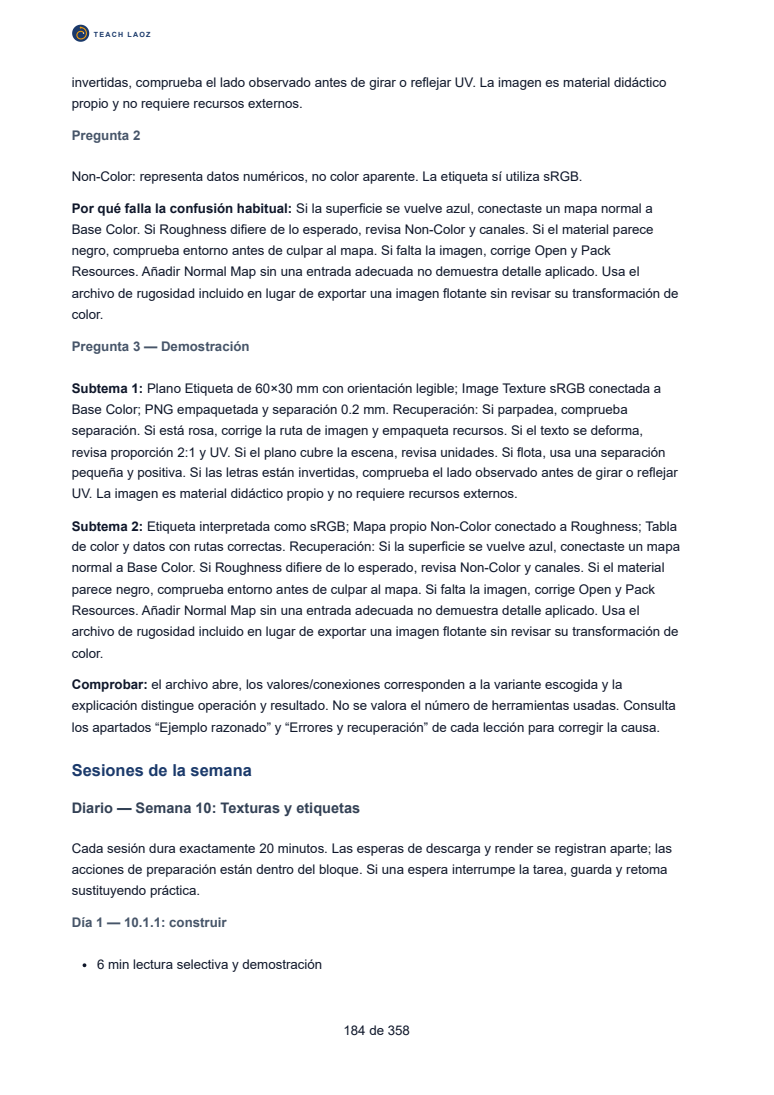 TEACH LAOZ
invertidas, comprueba el lado observado antes de girar o reflejar UV. La imagen es material didáctico
propio y no requiere recursos externos.
Pregunta 2
Non-Color: representa datos numéricos, no color aparente. La etiqueta sí utiliza sRGB.
Por qué falla la confusión habitual: Si la superficie se vuelve azul, conectaste un mapa normal a
Base Color. Si Roughness difiere de lo esperado, revisa Non-Color y canales. Si el material parece
negro, comprueba entorno antes de culpar al mapa. Si falta la imagen, corrige Open y Pack
Resources. Añadir Normal Map sin una entrada adecuada no demuestra detalle aplicado. Usa el
archivo de rugosidad incluido en lugar de exportar una imagen flotante sin revisar su transformación de
color.
Pregunta 3 — Demostración
Subtema 1: Plano Etiqueta de 60×30 mm con orientación legible; Image Texture sRGB conectada a
Base Color; PNG empaquetada y separación 0.2 mm. Recuperación: Si parpadea, comprueba
separación. Si está rosa, corrige la ruta de imagen y empaqueta recursos. Si el texto se deforma,
revisa proporción 2:1 y UV. Si el plano cubre la escena, revisa unidades. Si flota, usa una separación
pequeña y positiva. Si las letras están invertidas, comprueba el lado observado antes de girar o reflejar
UV. La imagen es material didáctico propio y no requiere recursos externos.
Subtema 2: Etiqueta interpretada como sRGB; Mapa propio Non-Color conectado a Roughness; Tabla
de color y datos con rutas correctas. Recuperación: Si la superficie se vuelve azul, conectaste un mapa
normal a Base Color. Si Roughness difiere de lo esperado, revisa Non-Color y canales. Si el material
parece negro, comprueba entorno antes de culpar al mapa. Si falta la imagen, corrige Open y Pack
Resources. Añadir Normal Map sin una entrada adecuada no demuestra detalle aplicado. Usa el
archivo de rugosidad incluido en lugar de exportar una imagen flotante sin revisar su transformación de
color.
Comprobar: el archivo abre, los valores/conexiones corresponden a la variante escogida y la
explicación distingue operación y resultado. No se valora el número de herramientas usadas. Consulta
los apartados “Ejemplo razonado” y “Errores y recuperación” de cada lección para corregir la causa.
Sesiones de la semana
Diario — Semana 10: Texturas y etiquetas
Cada sesión dura exactamente 20 minutos. Las esperas de descarga y render se registran aparte; las
acciones de preparación están dentro del bloque. Si una espera interrumpe la tarea, guarda y retoma
sustituyendo práctica.
Día 1 — 10.1.1: construir
• 6 min lectura selectiva y demostración
184 de 358